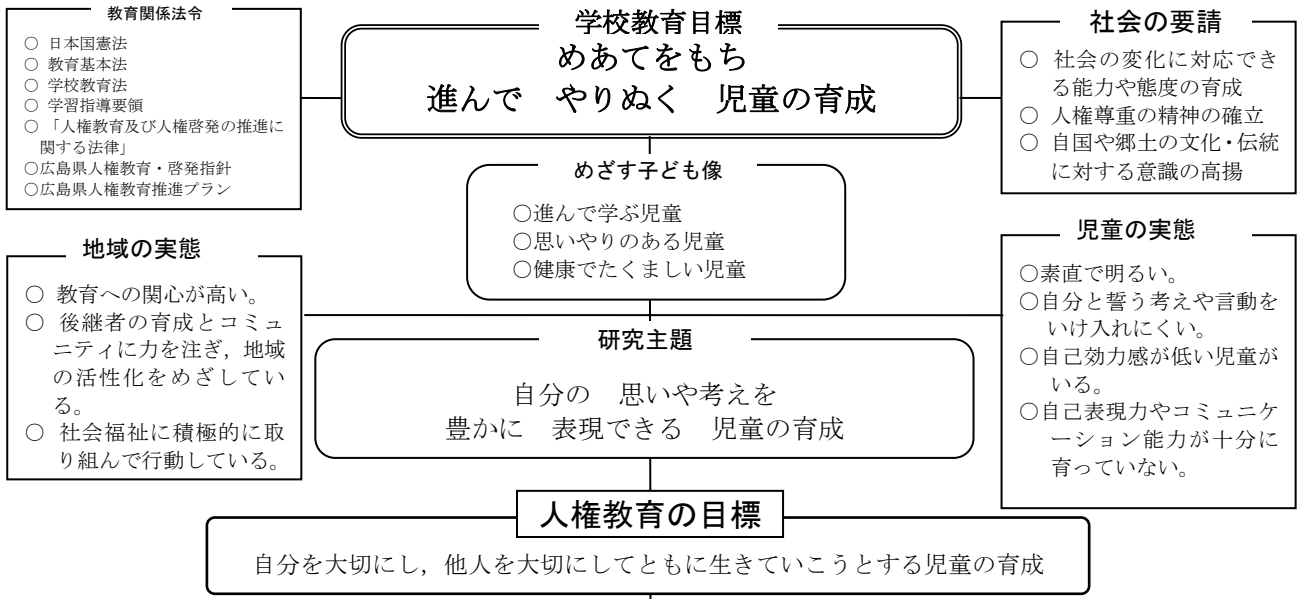 教育関係法令
○ 日本国憲法
○ 教育基本法
○ 学校教育法
○ 学習指導要領
○ 「人権教育及び人権啓発の推進に
関する法律」
○広島県人権教育・啓発指針
○広島県人権教育推進プラン
学校教育目標
めあてをもち
進んで やりぬく 児童の育成
社会の要請
○ 社会の変化に対応でき
る能力や態度の育成
○ 人権尊重の精神の確立
○ 自国や郷土の文化・伝統
に対する意識の高揚
めざす子ども像
○進んで学ぶ児童
○思いやりのある児童
○健康でたくましい児童
地域の実態
○ 教育への関心が高い。
○ 後継者の育成とコミュ
ニティに力を注ぎ，地域
の活性化をめざしてい
る。
○ 社会福祉に積極的に取
り組んで行動している。
児童の実態
○素直で明るい。
○自分と誓う考えや言動を
いけ入れにくい。
○自己効力感が低い児童が
いる。
○自己表現力やコミュニケ
ーション能力が十分に
育っていない。
研究主題
自分の 思いや考えを
豊かに 表現できる 児童の育成
人権教育の目標
自分を大切にし，他人を大切にしてともに生きていこうとする児童の育成